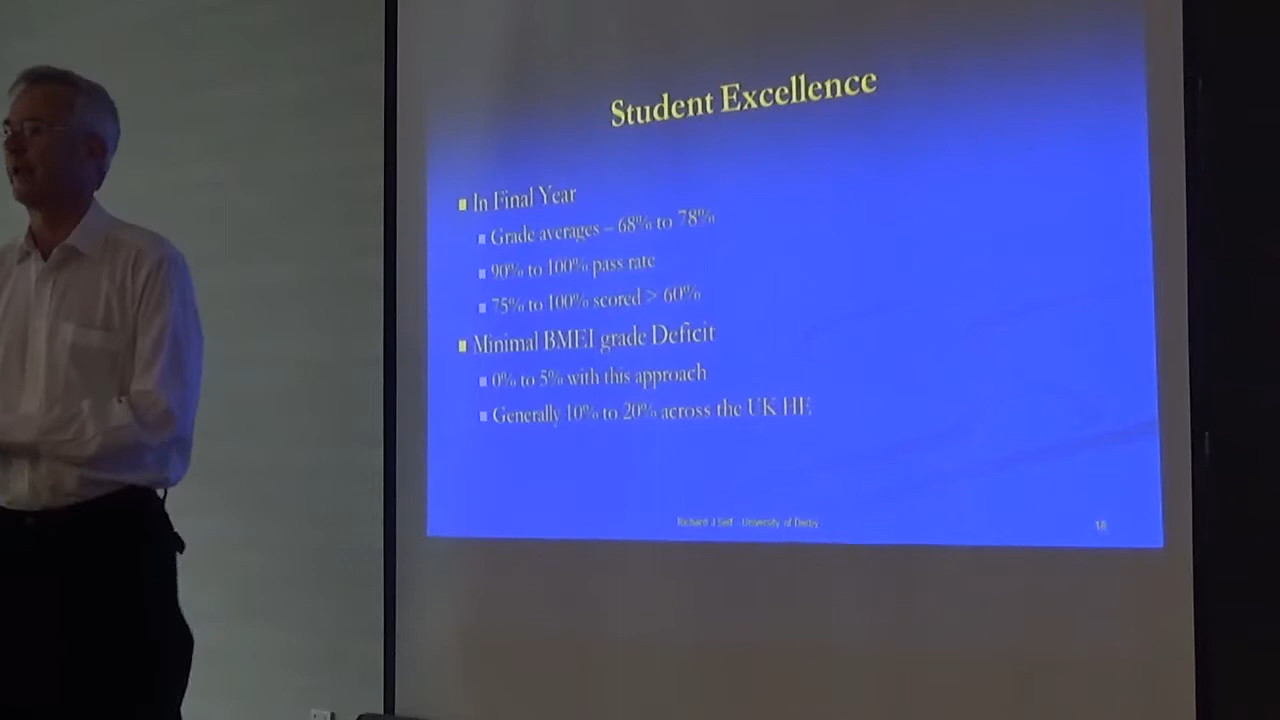 Student Excellence
In Final Year
Grade averages – 68% to 78%
90% to 100% pass rate
75% to 100% scored > 60%
Minimal BMEI grade Deficit
0% to 5% with this approach
Generally 10% to 20% across the UK HE
Richard J Self - University of Derby
18